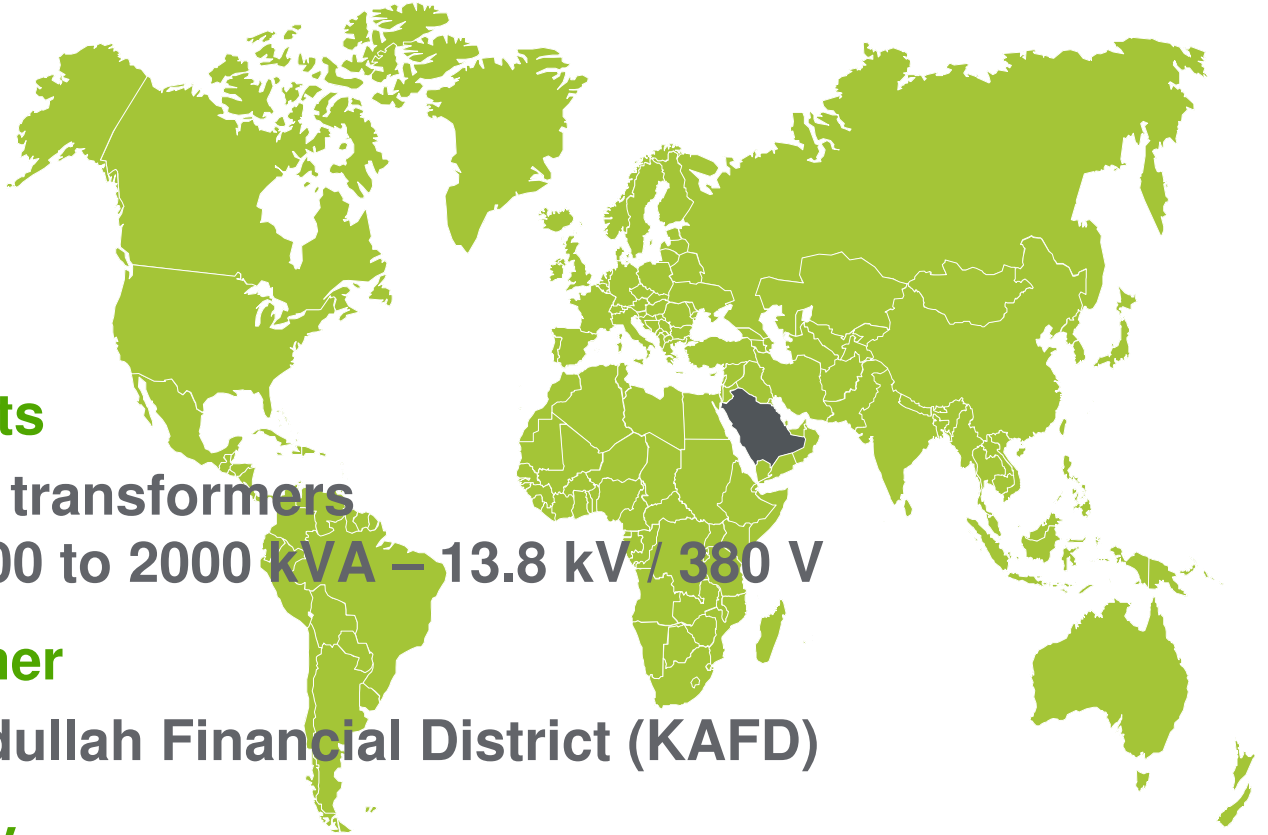 ts
transformers
00 to 2000 kVA – 13.8 kV / 380 V
ner
dullah Financial District (KAFD)